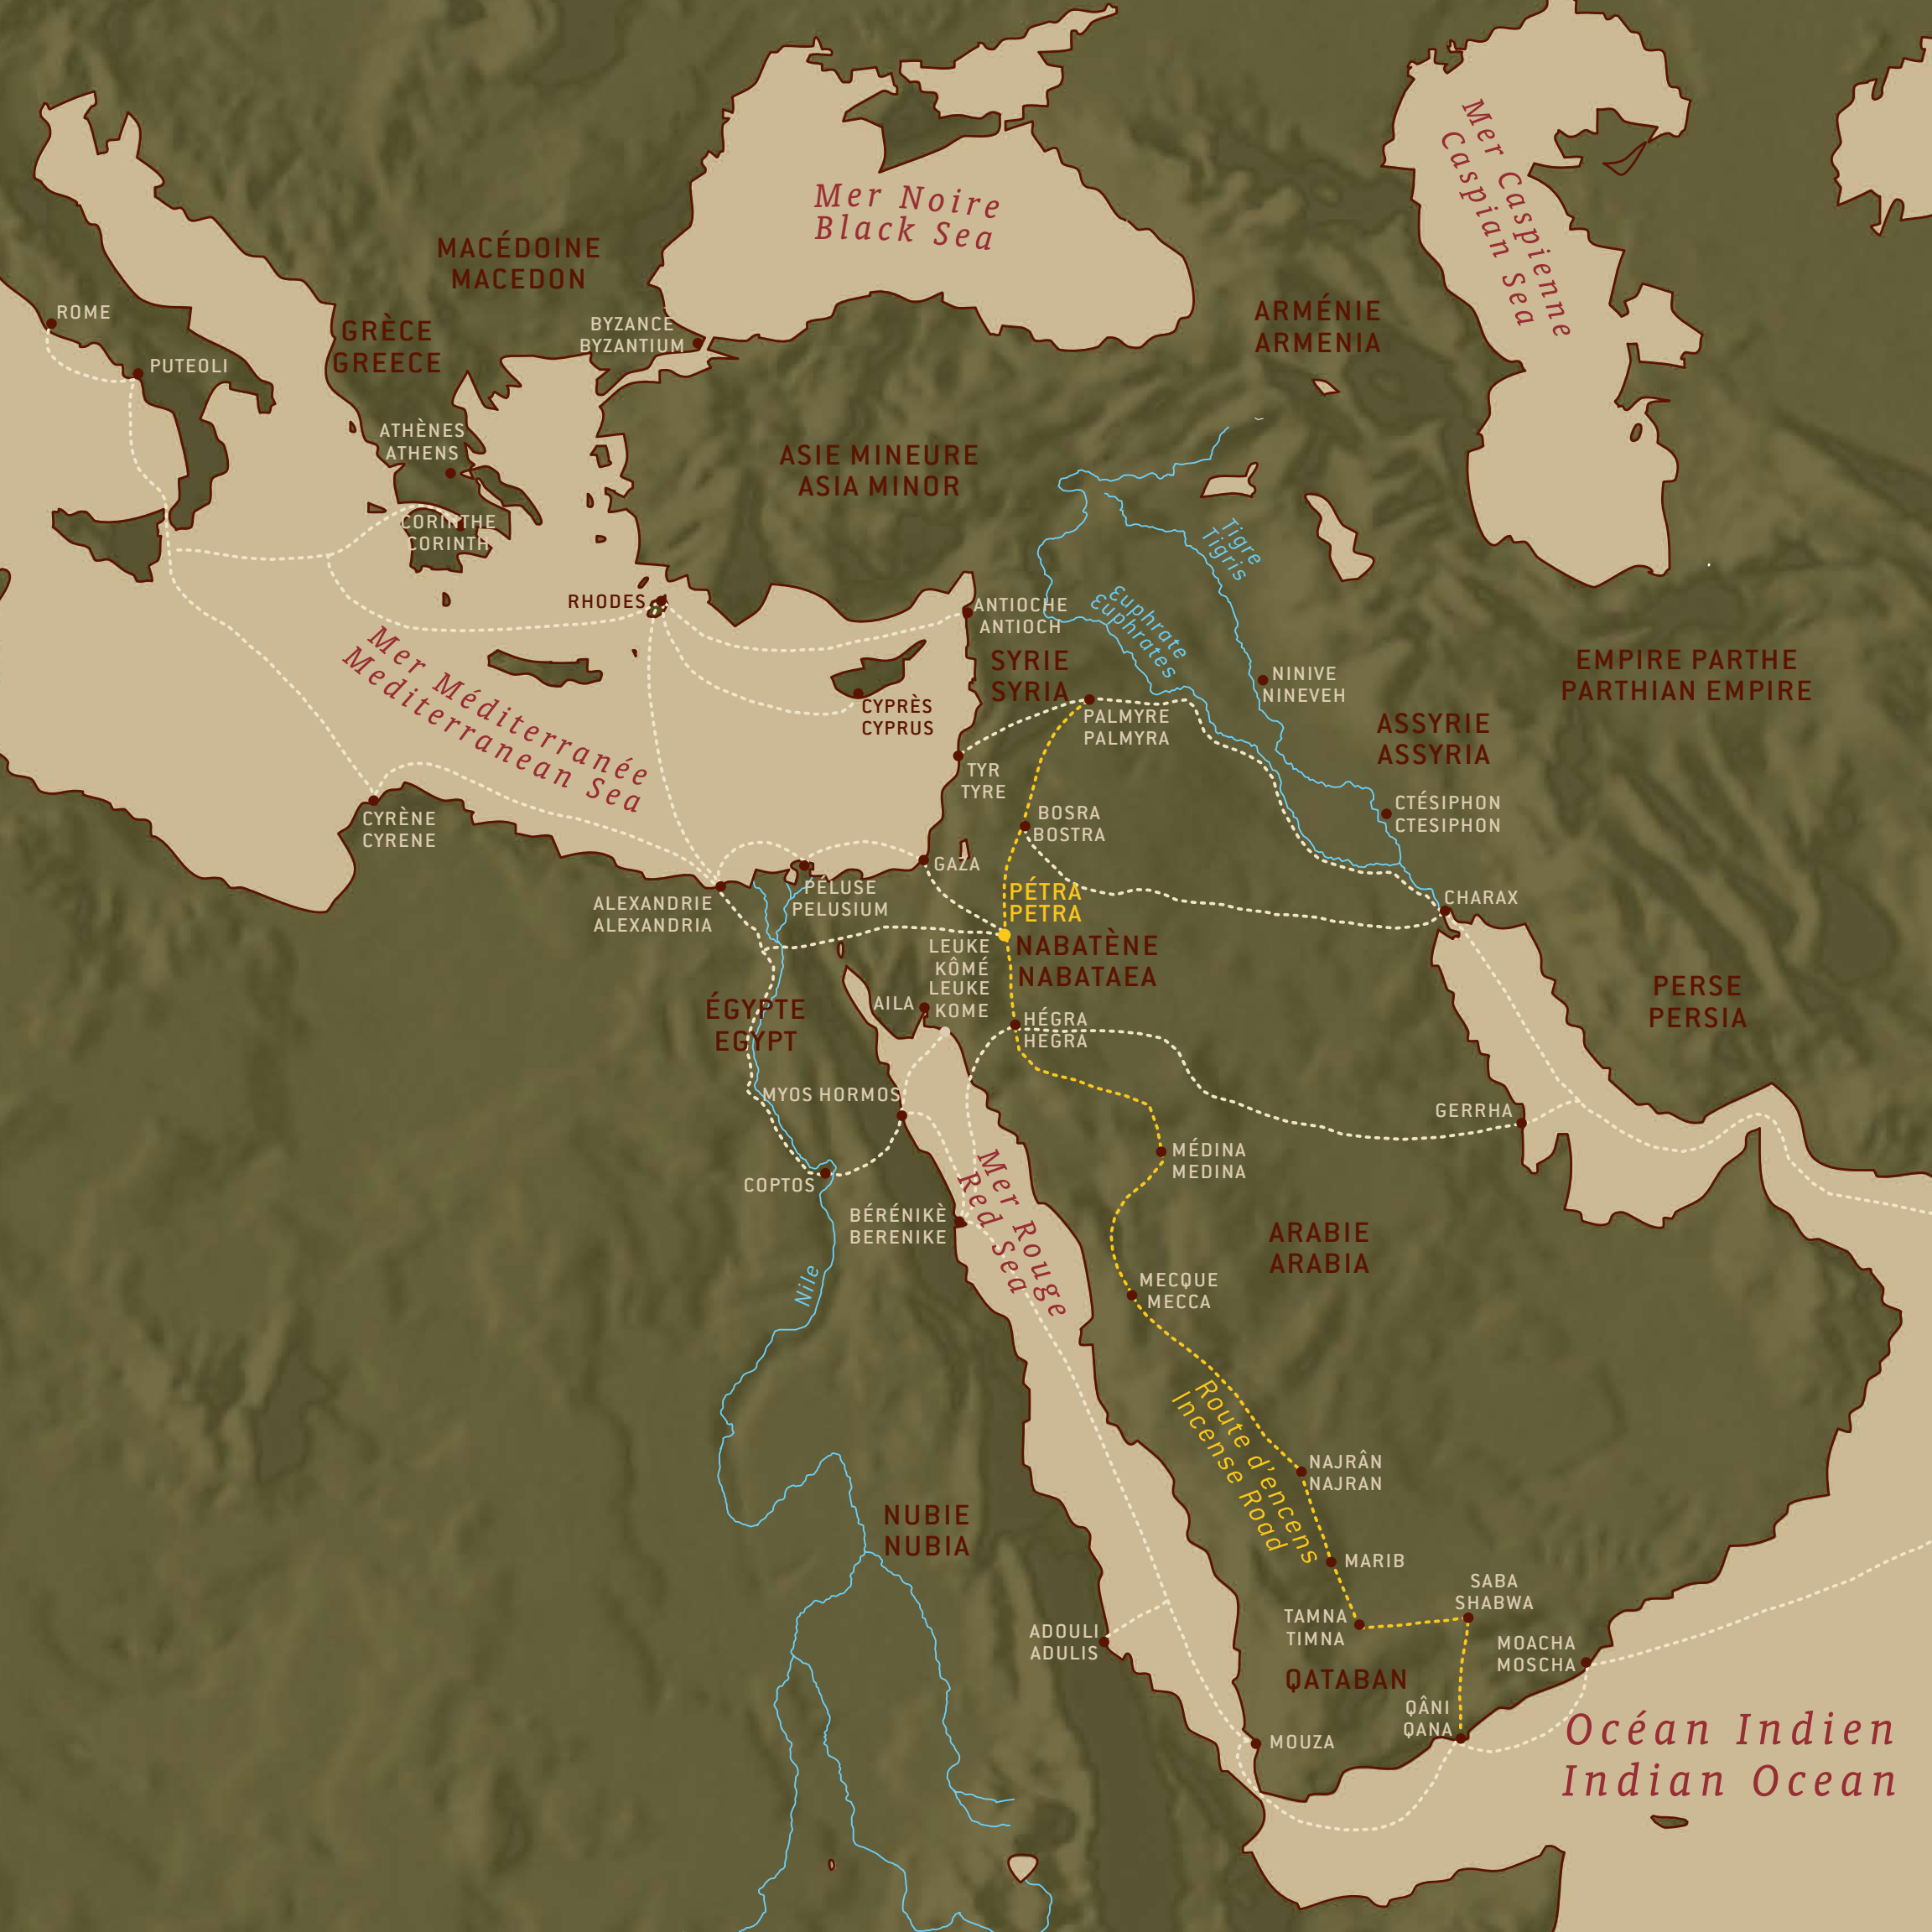 Mer Noire
Black Sea
Mer Caspienne
Caspian Sea
MACÉDOINE
MACEDON
ROME
GRÈCE
GREECE
BYZANCE
BYZANTIUM
ARMÉNIE
ARMENIA
PUTEOLI
ATHÈNES
ATHENS
ASIE MINEURE
ASIA MINOR
CORINTHE
CORINTH
Tigre
Tigris
RHODES
ANTIOCHE
ANTIOCH
Euphrate
Euphrates
Mer Méditerranée
Mediterranean Sea
SYRIE
SYRIA
NINIVE
NINEVEH
EMPIRE PARTHE
PARTHIAN EMPIRE
CYPRÈS
CYPRUS
PALMYRE
PALMYRA
ASSYRIE
ASSYRIA
TYR
TYRE
CYRÈNE
CYRENE
BOSRA
BOSTRA
CTÉSIPHON
CTESIPHON
GAZA
ALEXANDRIE
ALEXANDRIA
PÉLUSE
PELUSIUM
PÉTRA
PETRA
CHARAX
LEUKE
KÔMÉ
LEUKE
KOME
NABATÈNE
NABATAEA
ÉGYPTE
EGYPT
AILA
HÉGRA
HEGRA
PERSE
PERSIA
MYOS HORMOS
GERRHA
COPTOS
MÉDINA
MEDINA
BÉRÉNIKÈ
BERENIKE
Mer Rouge
Red Sea
ARABIE
ARABIA
Nile
MECQUE
MECCA
Route d'encens
Incense Road
NAJRÂN
NAJRAN
NUBIE
NUBIA
MARIB
SABA
SHABWA
TAMNA
TIMNA
ADOULI
ADULIS
MOACHA
MOSCHA
QATABAN
QÂNI
QANA
MOUZA
Océan Indien
Indian Ocean